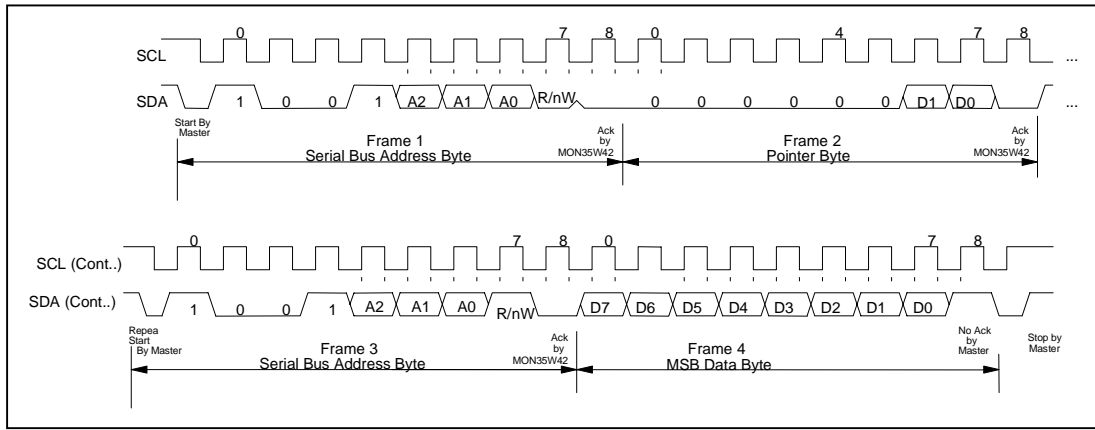 0 7 8 0 4 7 8
SCL ...
SDA 1 0 0 1 A2 A1 A0 R/nW 0 0 0 0 0 0 D1 D0 ...
Start By
Master
Frame 1
Serial Bus Address Byte
Ack
by
MON35W42
Frame 2
Pointer Byte
Ack
by
MON35W42
0 7 8 0 7 8
SCL (Cont..)
SDA (Cont..) 1 0 0 1 A2 A1 A0 R/nW D7 D6 D5 D4 D3 D2 D1 D0
Repea
Start
By Master
Frame 3
Serial Bus Address Byte
Ack
by
MON35W42
Frame 4
MSB Data Byte
No Ack
by
Master
Stop by
Master